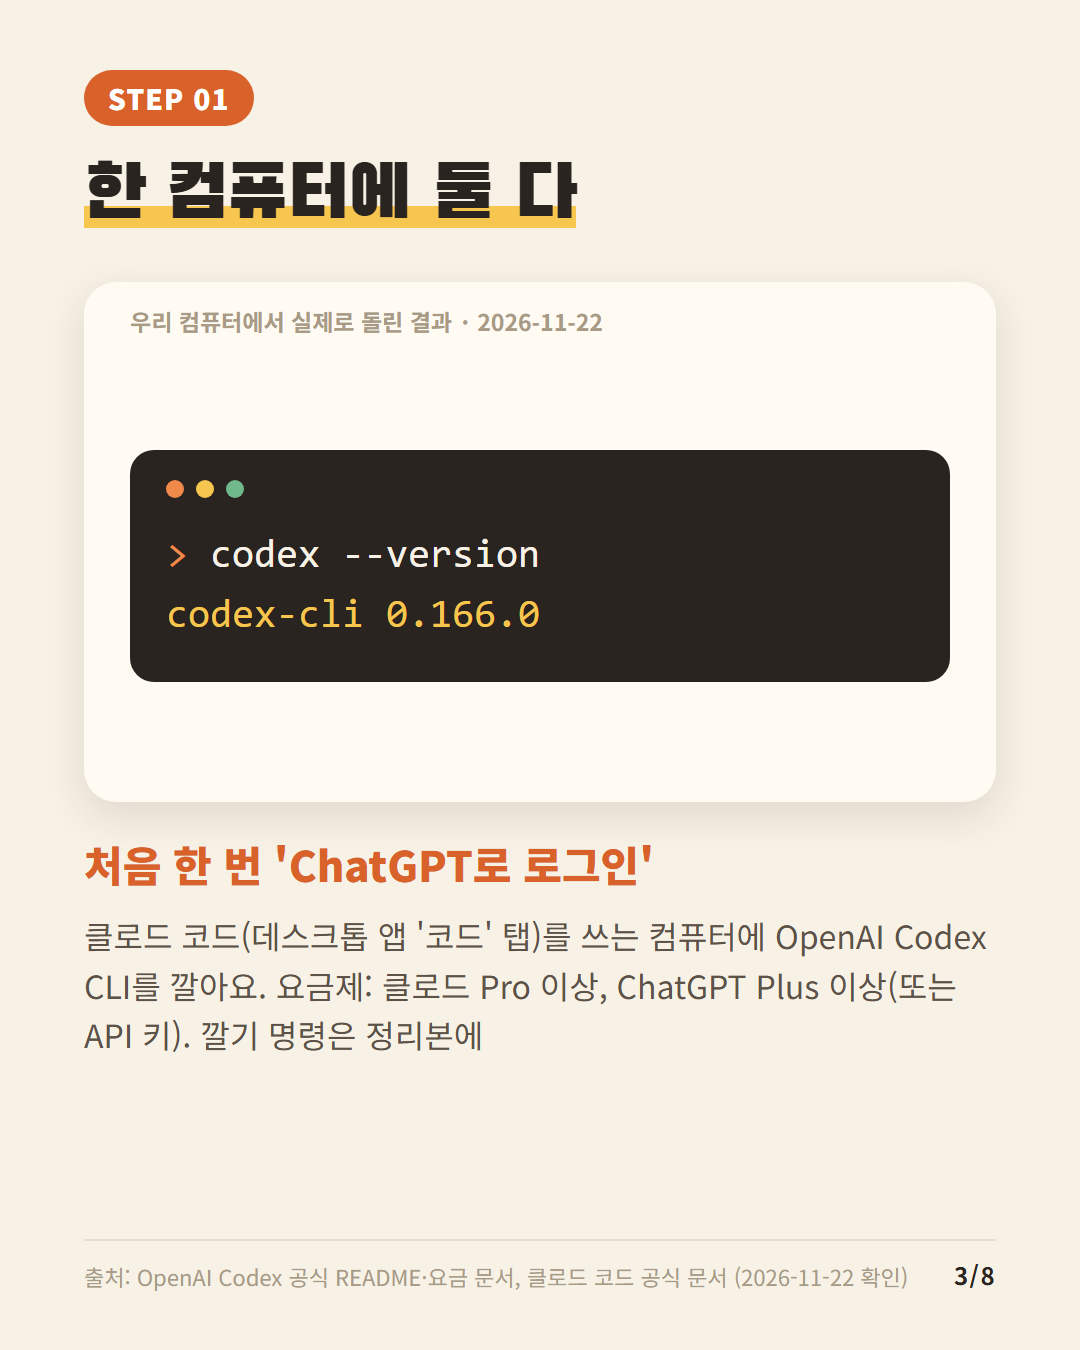 STEP 01
한 컴퓨터에 둘 다
우리 컴퓨터에서 실제로 돌린 결과 · 2026-11-22
> codex --version
codex-cli 0.166.0
처음 한 번 'ChatGPT로 로그인'
클로드 코드(데스크톱 앱 '코드' 탭)를 쓰는 컴퓨터에 OpenAI Codex
CLI를 깔아요. 요금제: 클로드 Pro 이상, ChatGPT Plus 이상(또는
API 키). 깔기 명령은 정리본에
출처: OpenAI Codex 공식 README·요금 문서, 클로드 코드 공식 문서 (2026-11-22 확인)
3/8